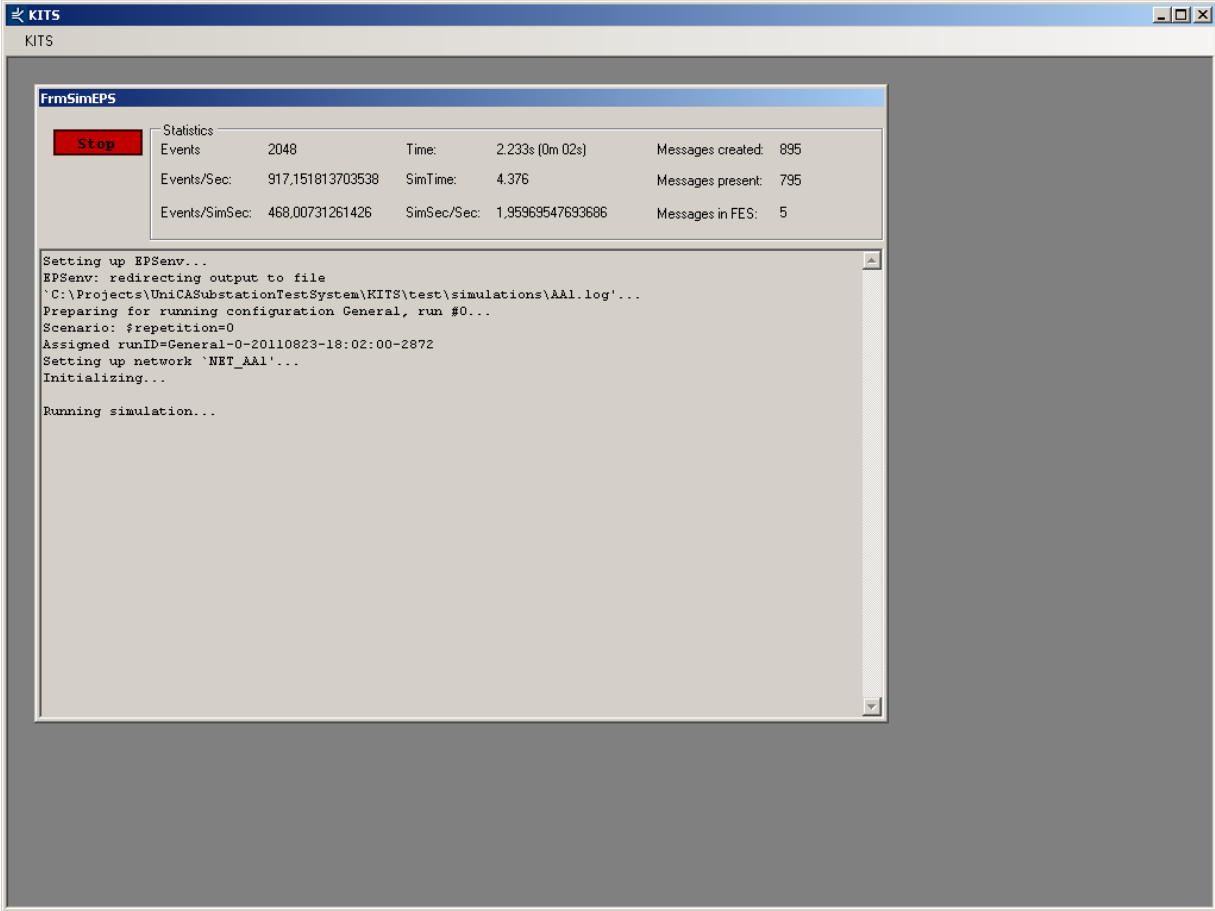 KITS
KITS
FrmSimEPS
Stop
Statistics
Events 2048 Time: 2.233s (0m 02s) Messages created: 895
Events/Sec: 917,151813703538 SimTime: 4.376 Messages present: 795
Events/SimSec: 468,00731261426 SimSec/Sec: 1,95969547693686 Messages in FES: 5
Setting up EPSenv...
EPSenv: redirecting output to file
`C:\Projects\UniCASubstationTestSystem\KITS\test\simulations\AA1.log'...
Preparing for running configuration General, run #0...
Scenario: $repetition=0
Assigned runID=General-0-20110823-18:02:00-2872
Setting up network `NET_AA1'...
Initializing...
Running simulation...